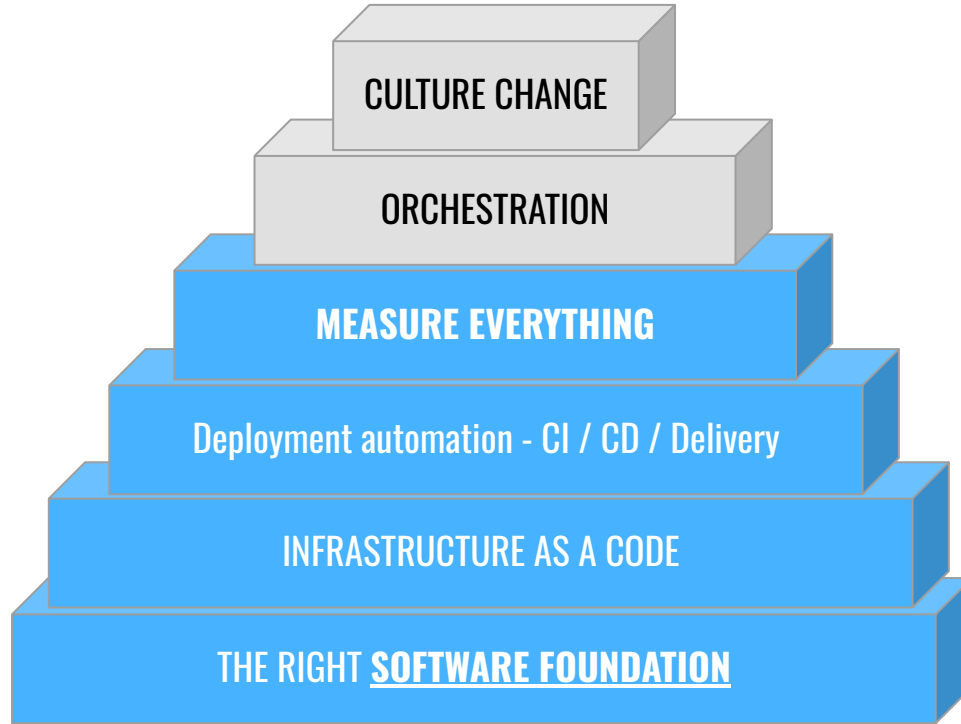 CULTURE CHANGE
ORCHESTRATION
MEASURE EVERYTHING
Deployment automation - CI / CD / Delivery
INFRASTRUCTURE AS A CODE
THE RIGHT SOFTWARE FOUNDATION